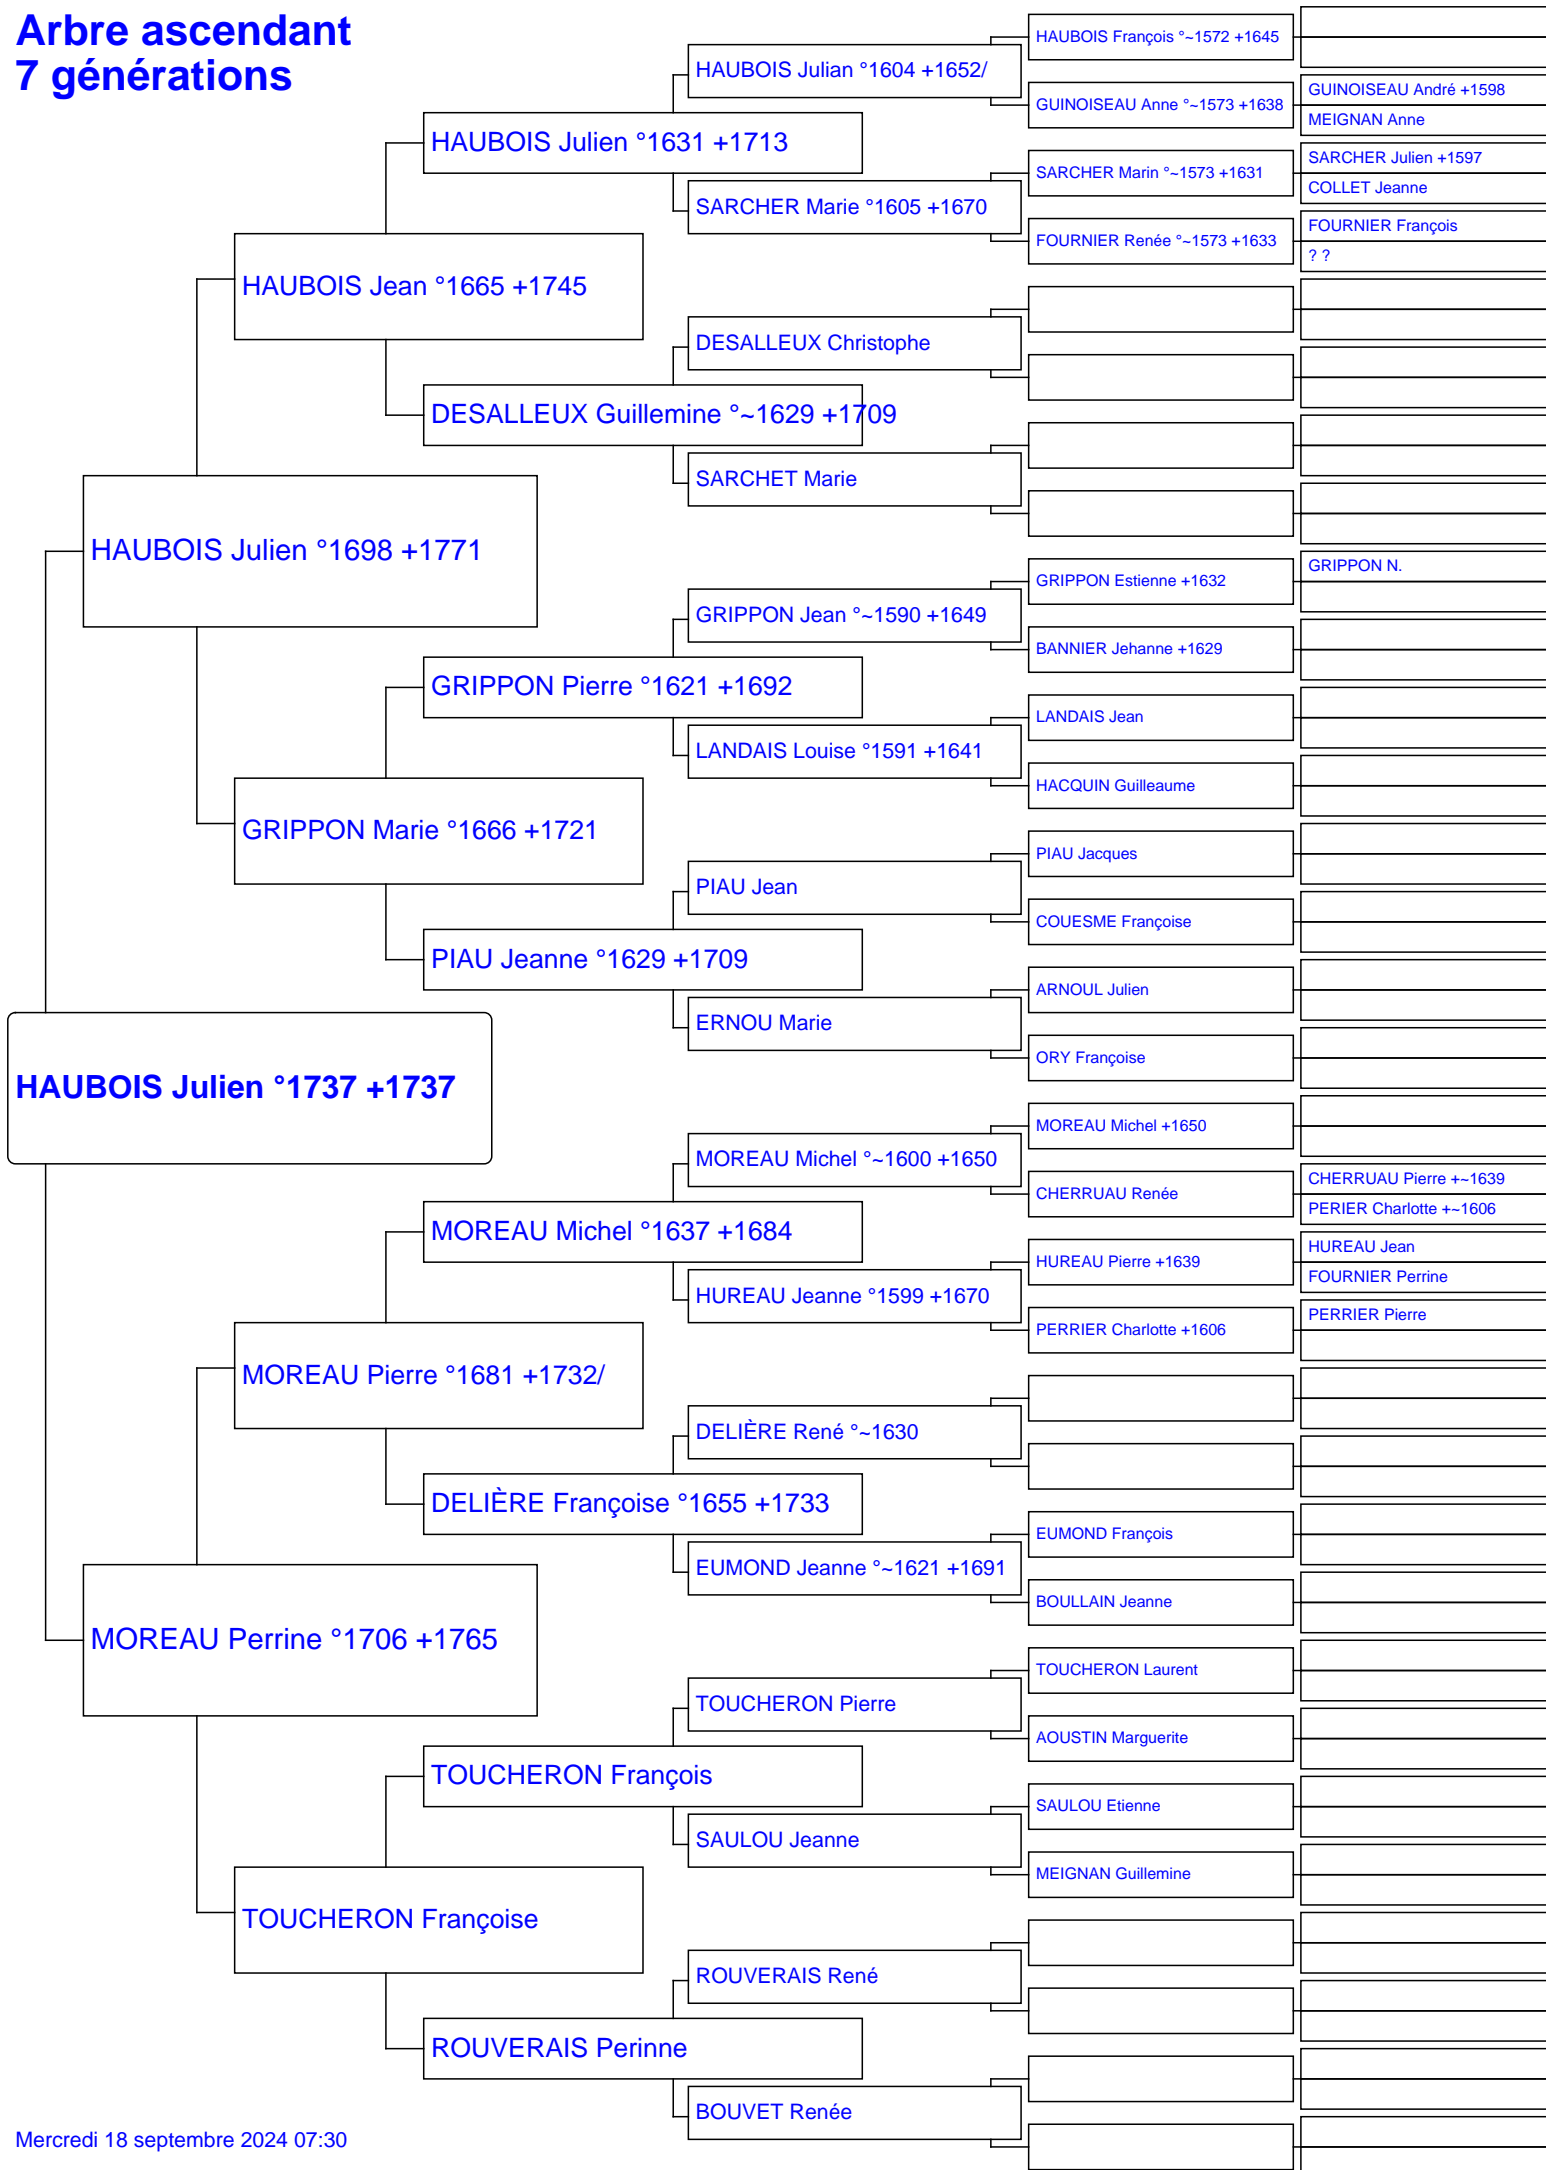 Arbre ascendant
7 générations
HAUBOIS Julien °1737 +1737
HAUBOIS Julien °1698 +1771
MOREAU Perrine °1706 +1765
HAUBOIS Jean °1665 +1745
GRIPPON Marie °1666 +1721
MOREAU Pierre °1681 +1732/
TOUCHERON Françoise
HAUBOIS Julien °1631 +1713
DESALLEUX Guillemine °~1629 +1709
GRIPPON Pierre °1621 +1692
PIAU Jeanne °1629 +1709
MOREAU Michel °1637 +1684
DELIÈRE Françoise °1655 +1733
TOUCHERON François
ROUVERAIS Perinne
HAUBOIS Julian °1604 +1652/
SARCHER Marie °1605 +1670
DESALLEUX Christophe
SARCHET Marie
GRIPPON Jean °~1590 +1649
LANDAIS Louise °1591 +1641
PIAU Jean
ERNOU Marie
MOREAU Michel °~1600 +1650
HUREAU Jeanne °1599 +1670
DELIÈRE René °~1630
EUMOND Jeanne °~1621 +1691
TOUCHERON Pierre
SAULOU Jeanne
ROUVERAIS René
BOUVET Renée
HAUBOIS François °~1572 +1645
GUINOISEAU Anne °~1573 +1638
SARCHER Marin °~1573 +1631
FOURNIER Renée °~1573 +1633
GRIPPON Estienne +1632
BANNIER Jehanne +1629
LANDAIS Jean
HACQUIN Guilleaume
PIAU Jacques
COUESME Françoise
ARNOUL Julien
ORY Françoise
MOREAU Michel +1650
CHERRUAU Renée
HUREAU Pierre +1639
PERRIER Charlotte +1606
EUMOND François
BOULLAIN Jeanne
TOUCHERON Laurent
AOUSTIN Marguerite
SAULOU Etienne
MEIGNAN Guillemine
GUINOISEAU André +1598
MEIGNAN Anne
SARCHER Julien +1597
COLLET Jeanne
FOURNIER François
? ?
GRIPPON N.
CHERRUAU Pierre +~1639
PERIER Charlotte +~1606
HUREAU Jean
FOURNIER Perrine
PERRIER Pierre
Mercredi 18 septembre 2024 07:30